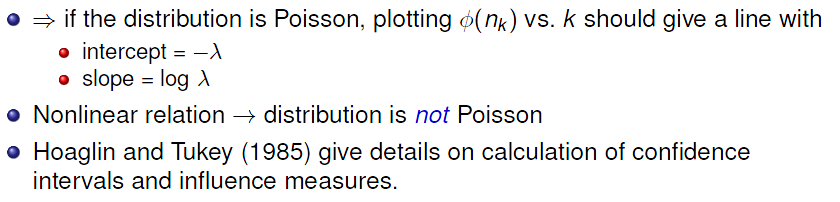 ⇒ if the distribution is Poisson, plotting ϕ(nₖ) vs. k should give a line with
intercept = −λ
slope = log λ
Nonlinear relation → distribution is not Poisson
Hoaglin and Tukey (1985) give details on calculation of confidence
intervals and influence measures.